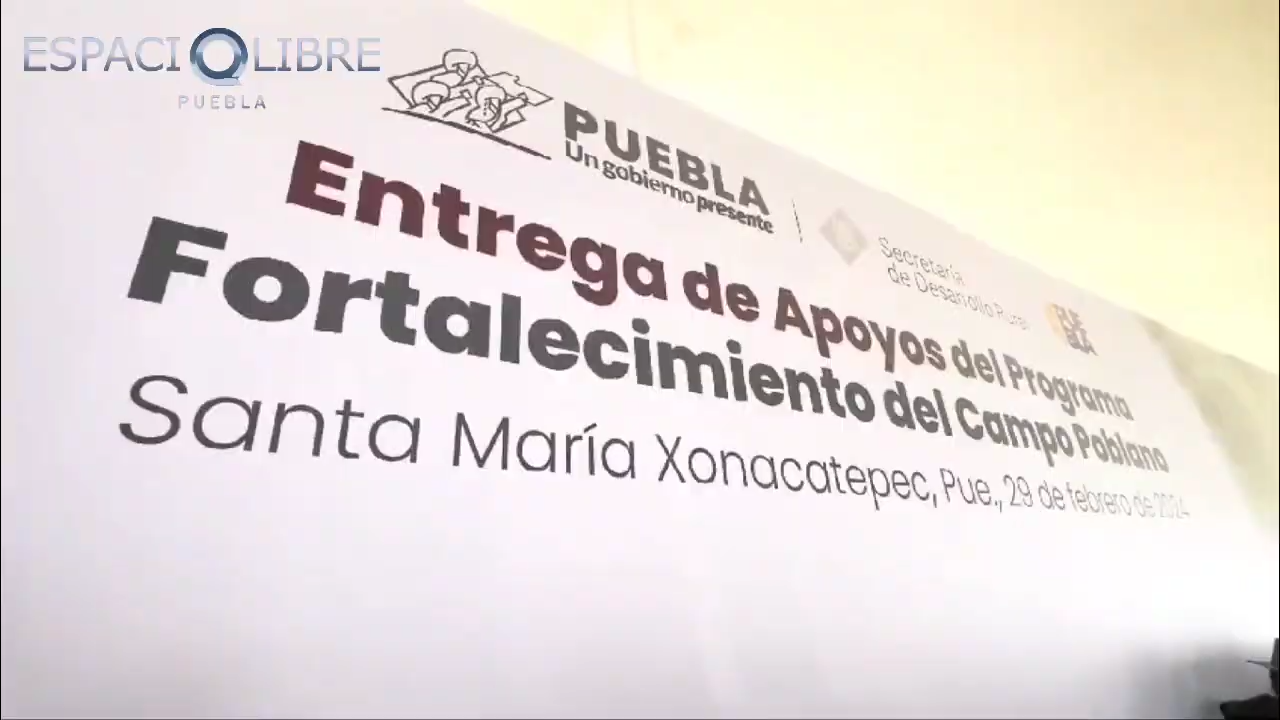 ESPACIO LIBRE
PUEBLA
PUEBLA
Un gobierno presente
Secretaría
de Desarrollo Rural
Entrega de Apoyos del Programa
Fortalecimiento del Campo Poblano
Santa María Xonacatepec, Pue., 29 de febrero de 2024